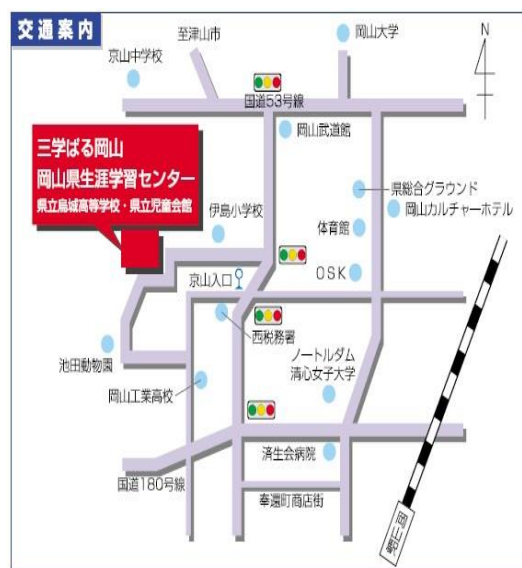 交通案内
至津山市
岡山大学
N
京山中学校
国道53号線
岡山武道館
三学ぱる岡山
岡山県生涯学習センター
県立烏城高等学校・県立児童会館
県総合グラウンド
岡山カルチャーホテル
伊島小学校
体育館
京山入口
OSK
西税務署
池田動物園
ノートルダム
清心女子大学
岡山工業高校
済生会病院
国道180号線
奉還町商店街
岡山駅